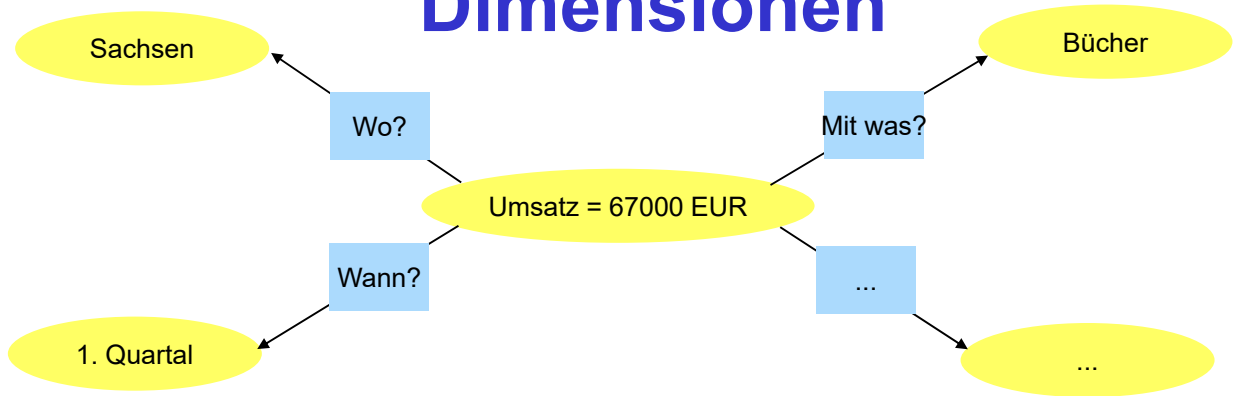 Dimensionen
Sachsen
Bücher
Wo?
Mit was?
Umsatz = 67000 EUR
Wann?
...
1. Quartal
...